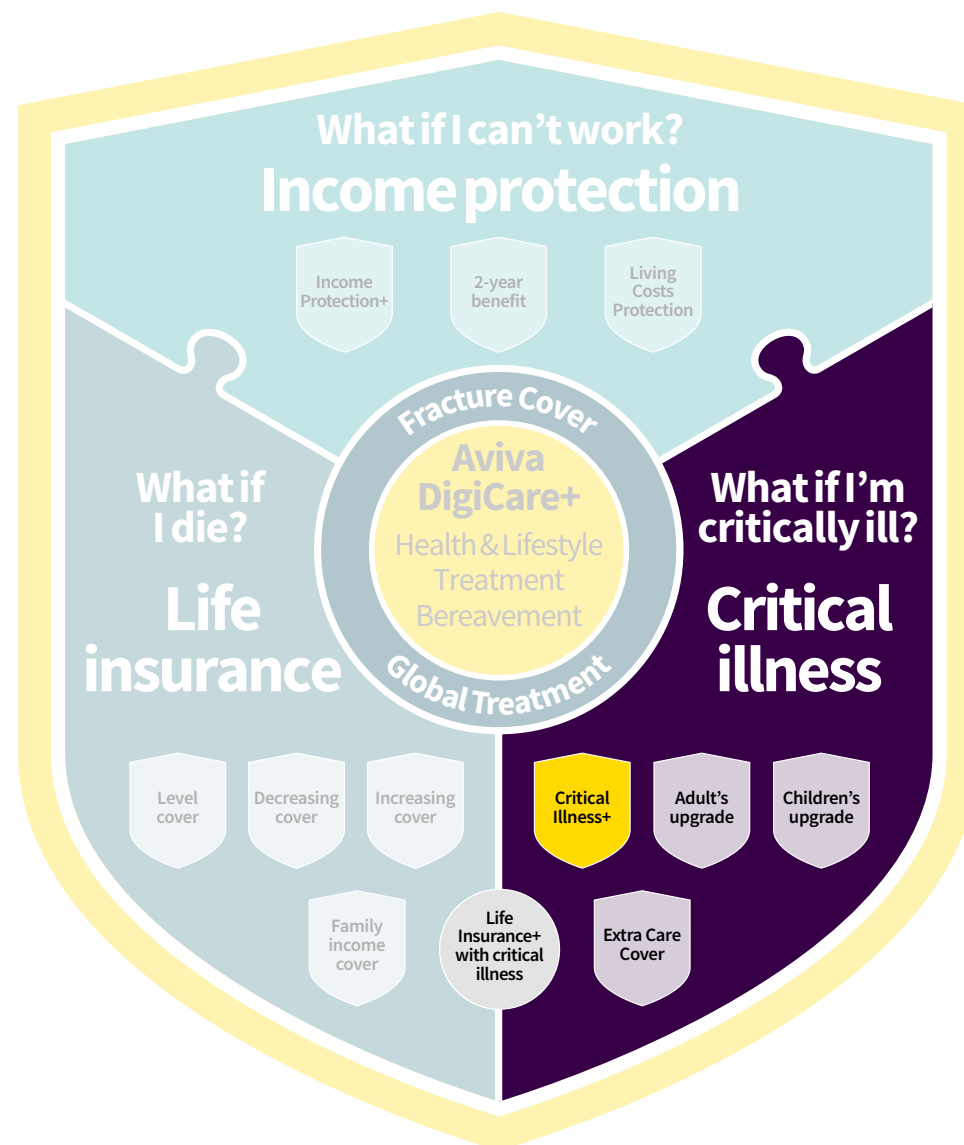 What if I can’t work?
Income protection
Income
Protection+
2-year
benefit
Living
Costs
Protection
Fracture Cover
Aviva
DigiCare+
Health & Lifestyle
Treatment
Bereavement
Global Treatment
What if
I die?
Life
insurance
What if I’m
critically ill?
Critical
illness
Level
cover
Decreasing
cover
Increasing
cover
Critical
Illness+
Adult’s
upgrade
Children’s
upgrade
Family
income
cover
Life
Insurance+
with critical
illness
Extra Care
Cover